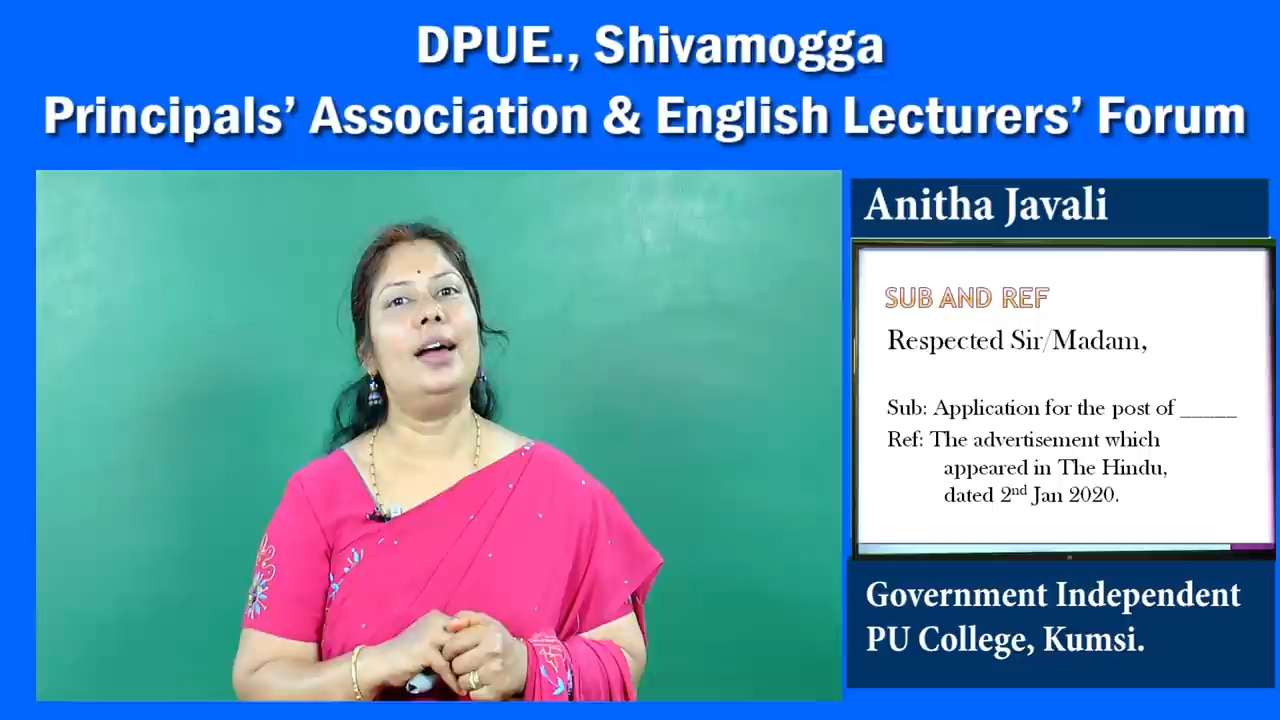 DPUE., Shivamogga
Principals’ Association & English Lecturers’ Forum
Anitha Javali
SUB AND REF
Respected Sir/Madam,
Sub: Application for the post of _____
Ref: The advertisement which
appeared in The Hindu,
dated 2nd Jan 2020.
Government Independent
PU College, Kumsi.